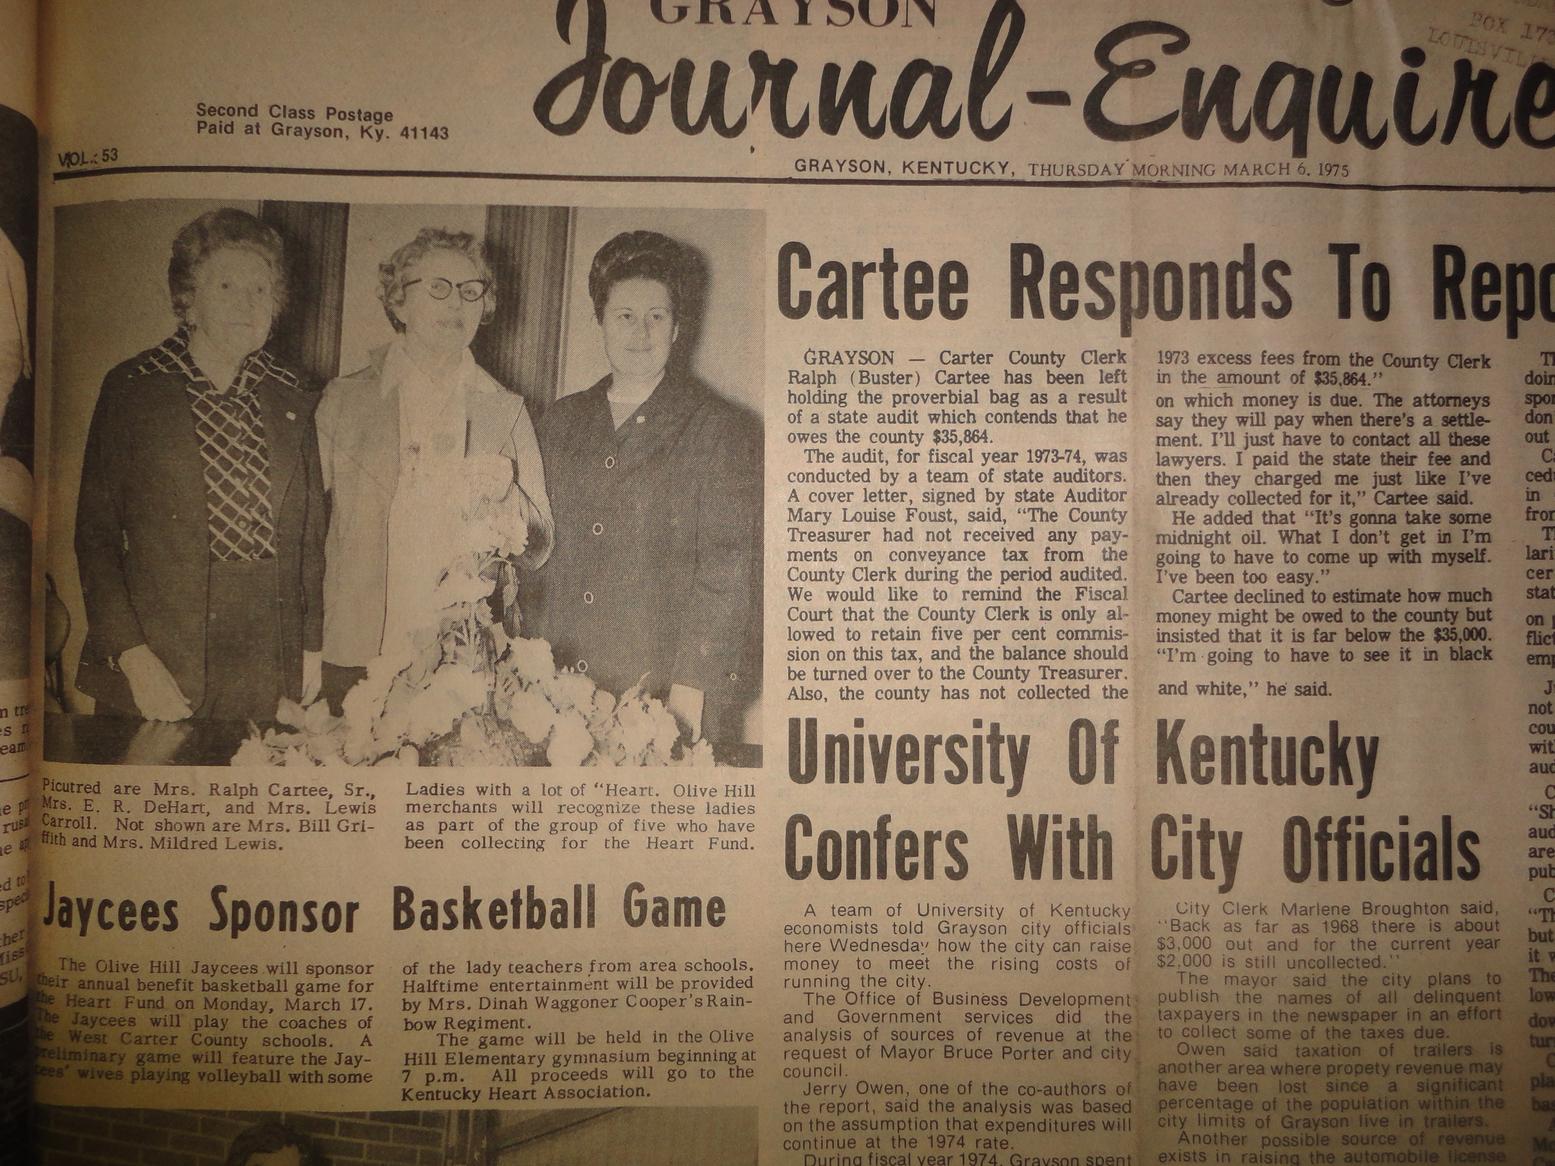 GRAYSON
Journal-Enquire
BOX 173
LOUISVILLE
Second Class Postage
Paid at Grayson, Ky. 41143
VOL.: 53
GRAYSON, KENTUCKY, THURSDAY MORNING MARCH 6, 1975
Picutred are Mrs. Ralph Cartee, Sr.,
Mrs. E. R. DeHart, and Mrs. Lewis
Carroll. Not shown are Mrs. Bill Gri-
ffith and Mrs. Mildred Lewis.
Ladies with a lot of "Heart. Olive Hill
merchants will recognize these ladies
as part of the group of five who have
been collecting for the Heart Fund.
Jaycees Sponsor Basketball Game
The Olive Hill Jaycees will sponsor
their annual benefit basketball game for
the Heart Fund on Monday, March 17.
The Jaycees will play the coaches of
the West Carter County schools. A
preliminary game will feature the Jay-
cees' wives playing volleyball with some
of the lady teachers from area schools.
Halftime entertainment will be provided
by Mrs. Dinah Waggoner Cooper's Rain-
bow Regiment.
The game will be held in the Olive
Hill Elementary gymnasium beginning at
7 p.m. All proceeds will go to the
Kentucky Heart Association.
Cartee Responds To Repo
GRAYSON — Carter County Clerk
Ralph (Buster) Cartee has been left
holding the proverbial bag as a result
of a state audit which contends that he
owes the county $35,864.
The audit, for fiscal year 1973-74, was
conducted by a team of state auditors.
A cover letter, signed by state Auditor
Mary Louise Foust, said, "The County
Treasurer had not received any pay-
ments on conveyance tax from the
County Clerk during the period audited.
We would like to remind the Fiscal
Court that the County Clerk is only al-
lowed to retain five per cent commis-
sion on this tax, and the balance should
be turned over to the County Treasurer.
Also, the county has not collected the
1973 excess fees from the County Clerk
in the amount of $35,864."
on which money is due. The attorneys
say they will pay when there's a settle-
ment. I'll just have to contact all these
lawyers. I paid the state their fee and
then they charged me just like I've
already collected for it," Cartee said.
He added that "It's gonna take some
midnight oil. What I don't get in I'm
going to have to come up with myself.
I've been too easy."
Cartee declined to estimate how much
money might be owed to the county but
insisted that it is far below the $35,000.
"I'm going to have to see it in black
and white," he said.
University Of Kentucky
Confers With City Officials
A team of University of Kentucky
economists told Grayson city officials
here Wednesday how the city can raise
money to meet the rising costs of
running the city.
The Office of Business Development
and Government services did the
analysis of sources of revenue at the
request of Mayor Bruce Porter and city
council.
Jerry Owen, one of the co-authors of
the report, said the analysis was based
on the assumption that expenditures will
continue at the 1974 rate.
During fiscal year 1974, Grayson spent
City Clerk Marlene Broughton said,
"Back as far as 1968 there is about
$3,000 out and for the current year
$2,000 is still uncollected."
The mayor said the city plans to
publish the names of all delinquent
taxpayers in the newspaper in an effort
to collect some of the taxes due.
Owen said taxation of trailers is
another area where propety revenue may
have been lost since a significant
percentage of the population within the
city limits of Grayson live in trailers.
Another possible source of revenue
exists in raising the automobile license